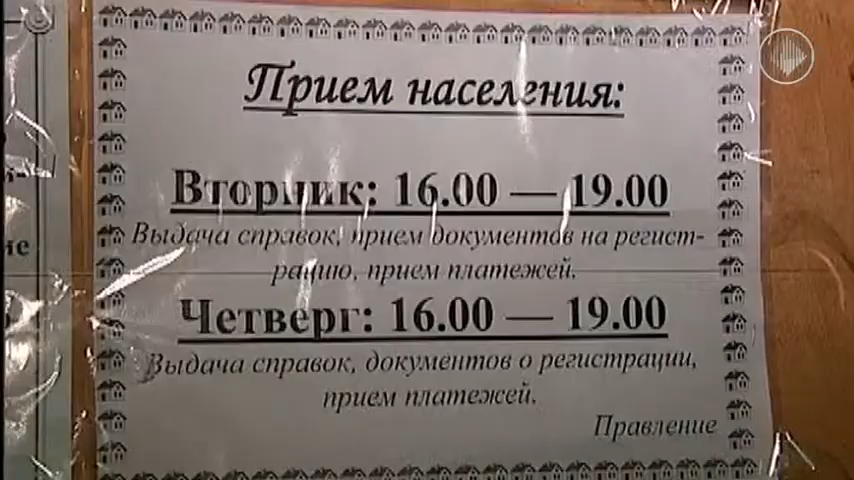 Прием населения:
Вторник: 16.00 — 19.00
Выдача справок, прием документов на регист-
рацию, прием платежей.
Четверг: 16.00 — 19.00
Выдача справок, документов о регистрации,
прием платежей.
Правление